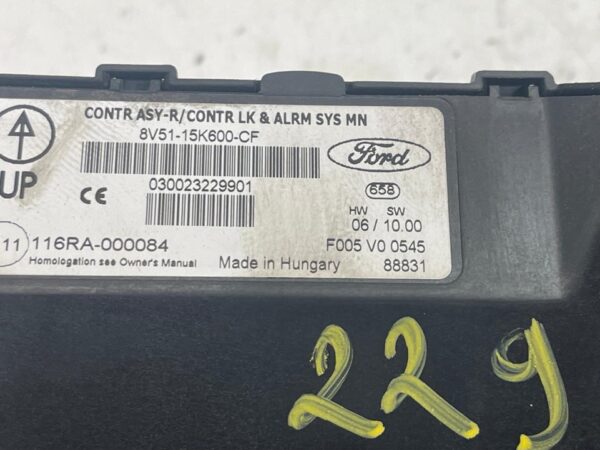 CONTR ASY-R/CONTR LK & ALRM SYS MN
8V51-15K600-CF
Ford
UP
CE
030023229901
658
HW SW
06 / 10.00
11
116RA-000084
F005 V0 0545
Homologation see Owner's Manual
Made in Hungary
88831
229